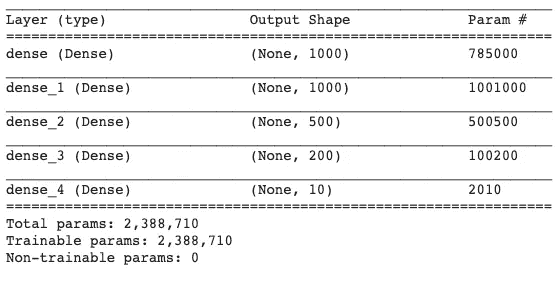 Layer (type) Output Shape Param #
dense (Dense) (None, 1000) 785000
dense_1 (Dense) (None, 1000) 1001000
dense_2 (Dense) (None, 500) 500500
dense_3 (Dense) (None, 200) 100200
dense_4 (Dense) (None, 10) 2010
Total params: 2,388,710
Trainable params: 2,388,710
Non-trainable params: 0